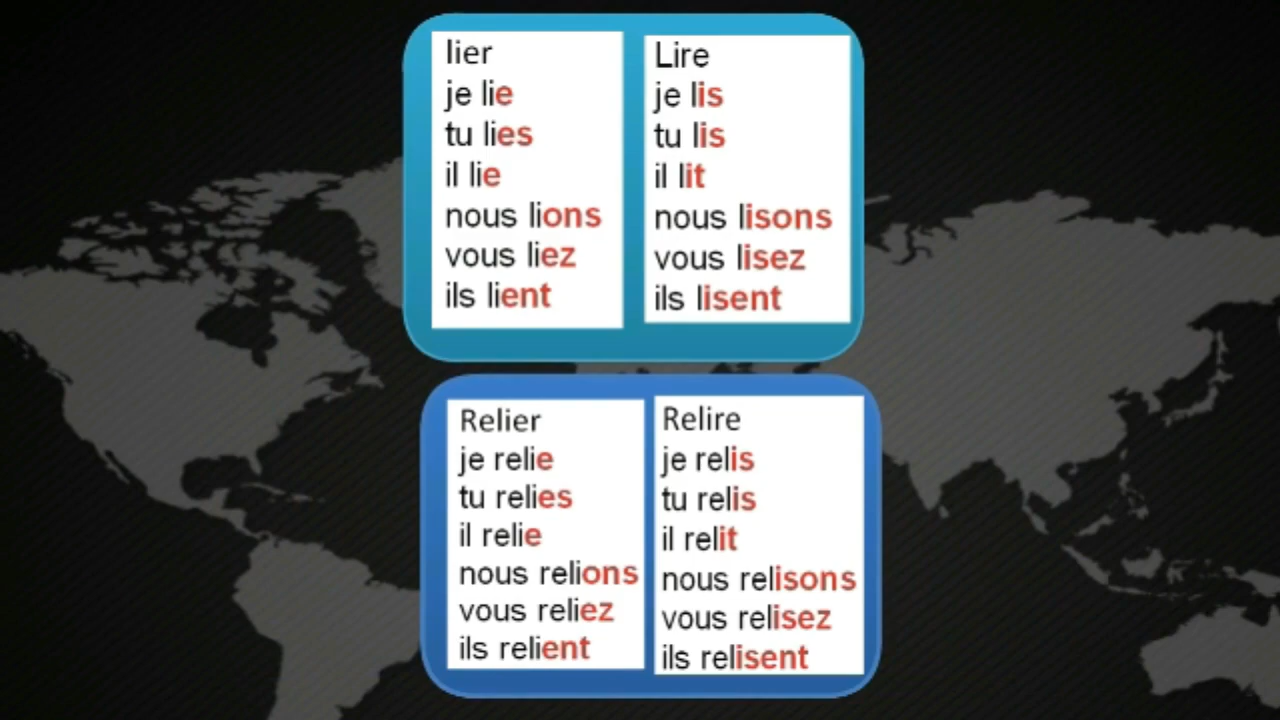 lier
je lie
tu lies
il lie
nous lions
vous liez
ils lient
Lire
je lis
tu lis
il lit
nous lisons
vous lisez
ils lisent
Relier
je relie
tu relies
il relie
nous relions
vous reliez
ils relient
Relire
je relis
tu relis
il relit
nous relisons
vous relisez
ils relisent